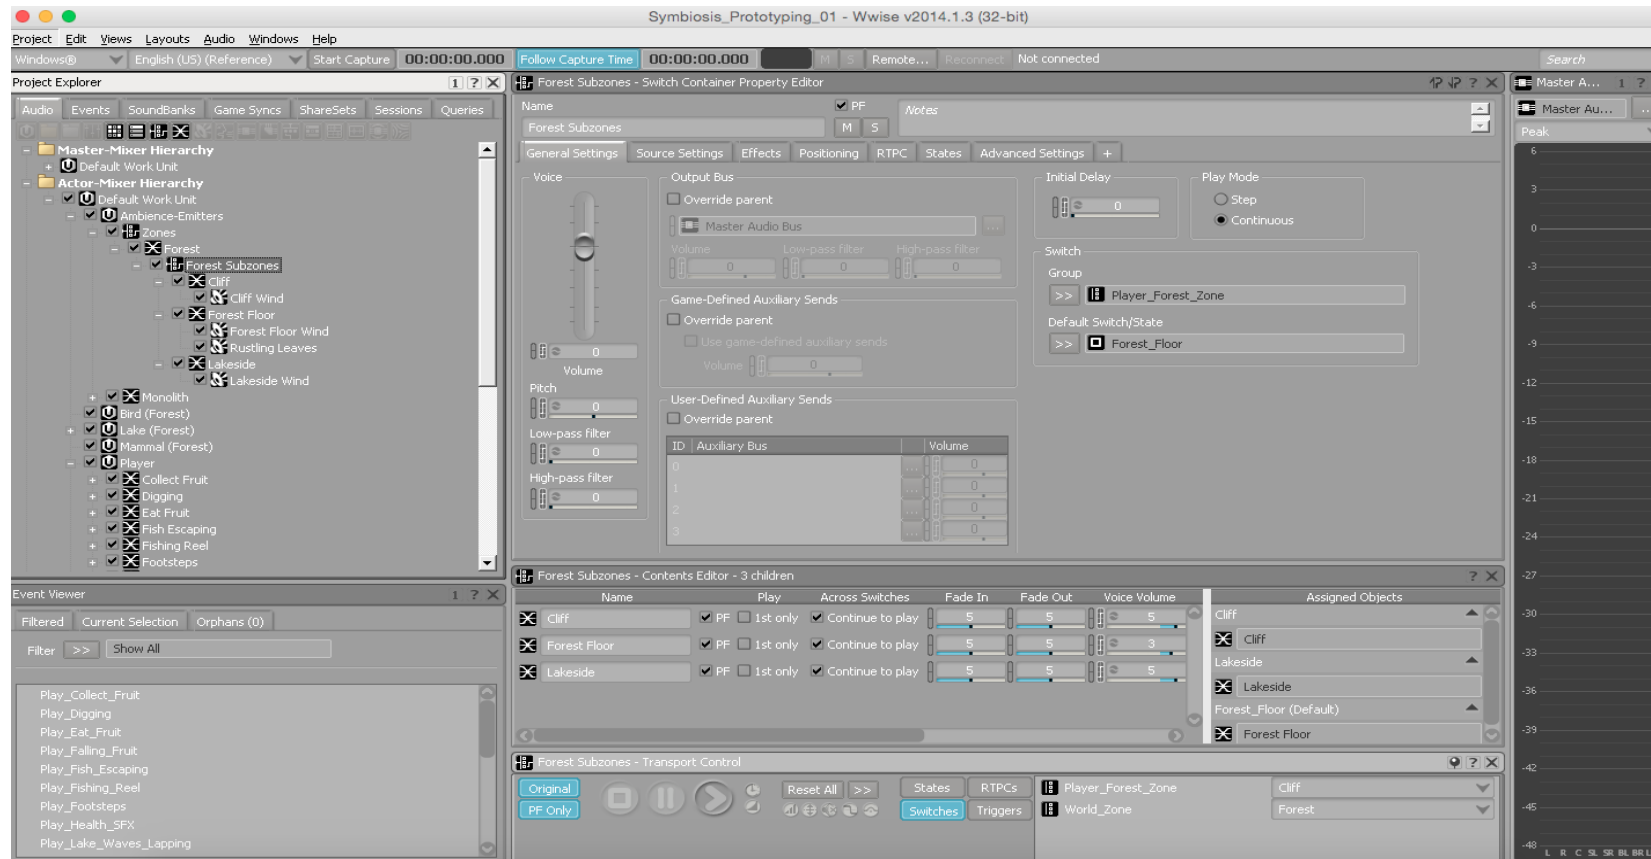 Symbiosis_Prototyping_01 - Wwise v2014.1.3 (32-bit)
Project Edit Views Layouts Audio Windows Help
Windows® English (US) (Reference) Start Capture 00:00:00.000 Follow Capture Time 00:00:00.000 M S Remote... Reconnect Not connected Search
Project Explorer
Audio Events SoundBanks Game Syncs ShareSets Sessions Queries
Master-Mixer Hierarchy
Default Work Unit
Actor-Mixer Hierarchy
Default Work Unit
Ambience-Emitters
Zones
Forest
Forest Subzones
Cliff
Cliff Wind
Forest Floor
Forest Floor Wind
Rustling Leaves
Lakeside
Lakeside Wind
Monolith
Bird (Forest)
Lake (Forest)
Mammal (Forest)
Player
Collect Fruit
Digging
Eat Fruit
Fish Escaping
Fishing Reel
Footsteps
Event Viewer
Filtered Current Selection Orphans (0)
Filter >> Show All
Play_Collect_Fruit
Play_Digging
Play_Eat_Fruit
Play_Falling_Fruit
Play_Fish_Escaping
Play_Fishing_Reel
Play_Footsteps
Play_Health_SFX
Play_Lake_Waves_Lapping
Forest Subzones - Switch Container Property Editor
Name PF Notes
Forest Subzones M S
General Settings Source Settings Effects Positioning RTPC States Advanced Settings +
Voice
0
Volume
Pitch
0
Low-pass filter
0
High-pass filter
0
Output Bus
Override parent
Master Audio Bus ...
Volume Low-pass filter High-pass filter
0 0 0
Game-Defined Auxiliary Sends
Override parent
Use game-defined auxiliary sends
Volume 0
User-Defined Auxiliary Sends
Override parent
ID Auxiliary Bus Volume
0 ... 0
1 ... 0
2 ... 0
3 ... 0
Initial Delay
0
Play Mode
Step
Continuous
Switch
Group
>> Player_Forest_Zone
Default Switch/State
>> Forest_Floor
Forest Subzones - Contents Editor - 3 children
Name Play Across Switches Fade In Fade Out Voice Volume Assigned Objects
Cliff PF 1st only Continue to play 5 5 5
Forest Floor PF 1st only Continue to play 5 5 3
Lakeside PF 1st only Continue to play 5 5 5
Cliff
Cliff
Lakeside
Lakeside
Forest_Floor (Default)
Forest Floor
Forest Subzones - Transport Control
Original Reset All >> States RTPCs Player_Forest_Zone Cliff
PF Only Switches Triggers World_Zone Forest
Master A... 1 ?
Master Au... ...
Peak
6
3
0
-3
-6
-9
-12
-15
-18
-21
-24
-27
-30
-33
-36
-39
-42
-45
-48
L R C SL SR BL BR